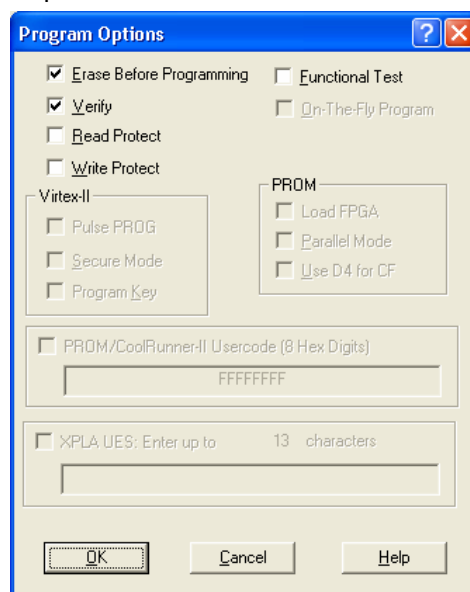 Program Options
Erase Before Programming
Functional Test
Verify
On-The-Fly Program
Read Protect
Write Protect
Virtex-II
Pulse PROG
Secure Mode
Program Key
PROM
Load FPGA
Parallel Mode
Use D4 for CF
PROM/CoolRunner-II Usercode (8 Hex Digits)
FFFFFFFF
XPLA UES: Enter up to 13 characters
OK Cancel Help